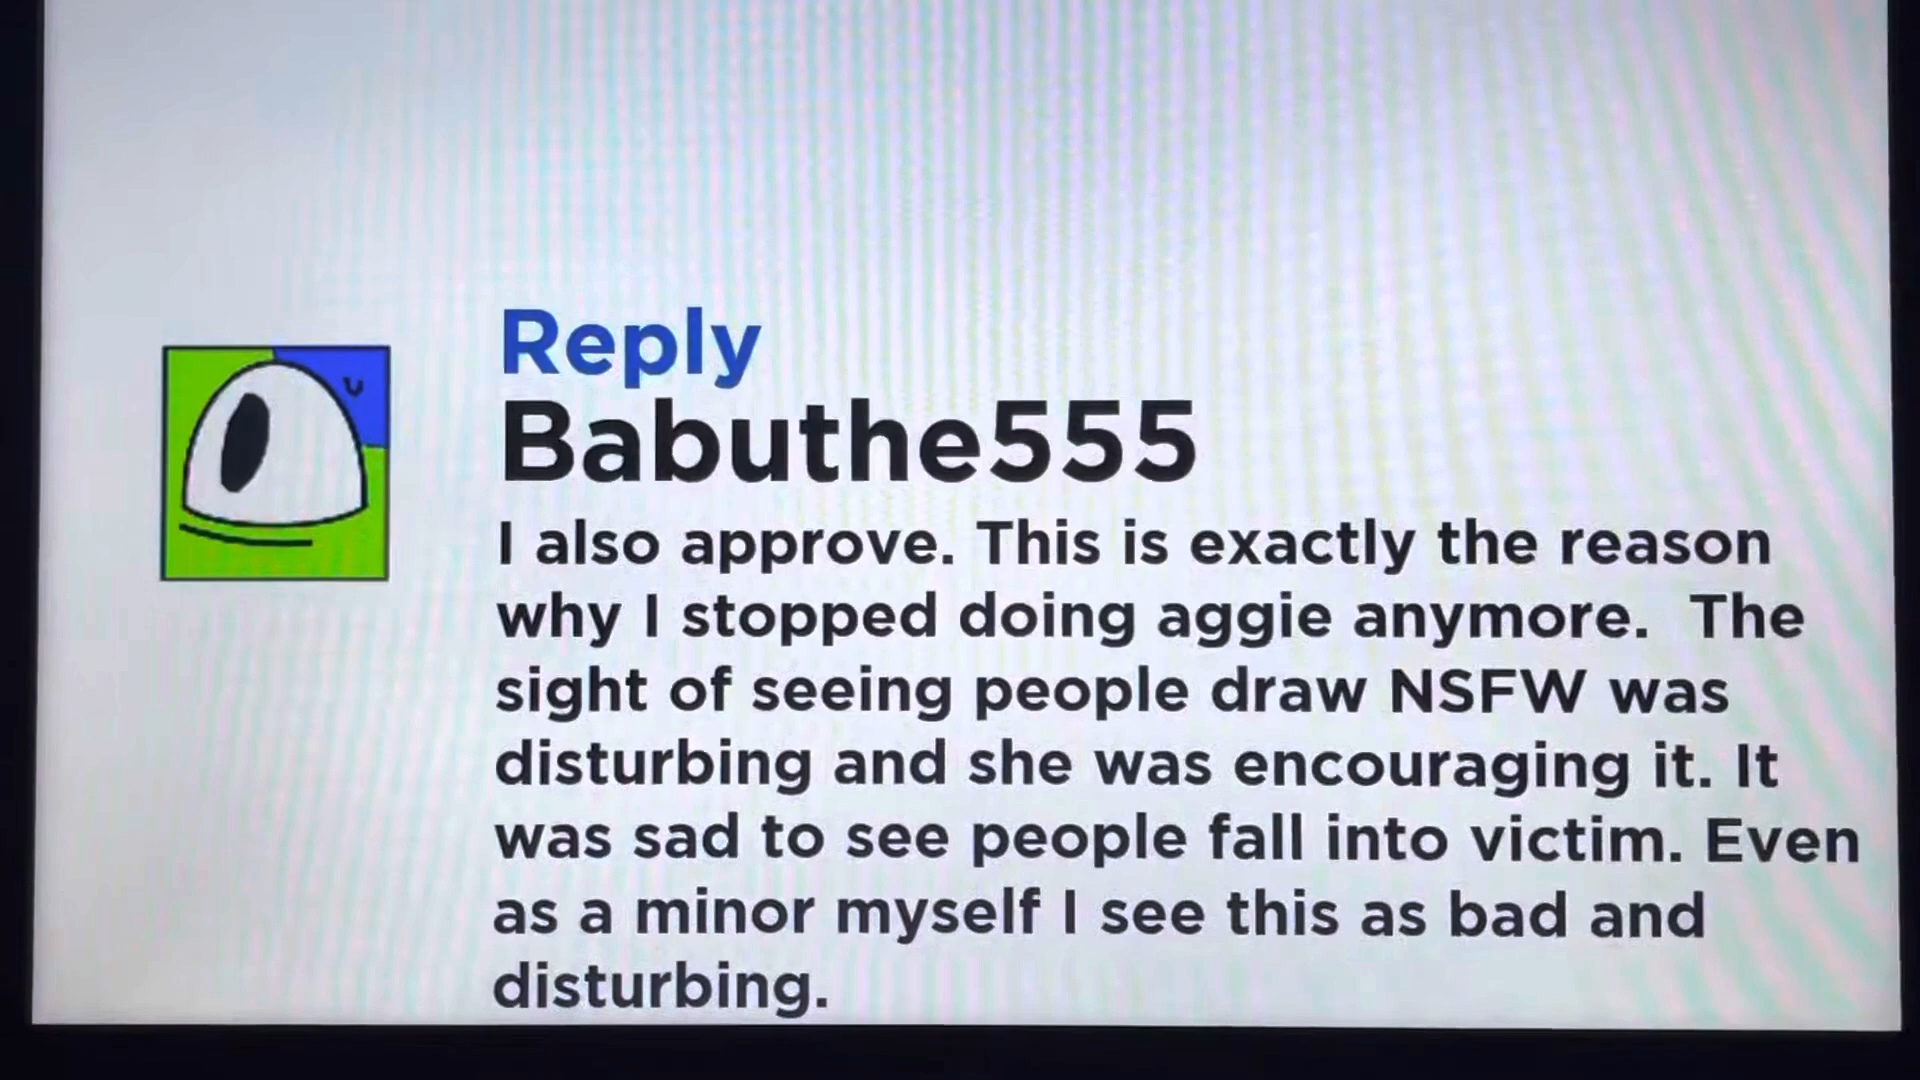 Reply
Babuthe555
I also approve. This is exactly the reason
why I stopped doing aggie anymore.  The
sight of seeing people draw NSFW was
disturbing and she was encouraging it. It
was sad to see people fall into victim. Even
as a minor myself I see this as bad and
disturbing.